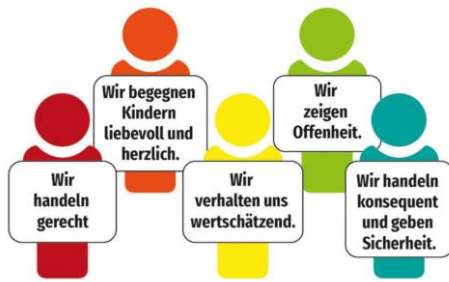 Wir begegnen
Kindern
liebevoll und
herzlich.
Wir
zeigen
Offenheit.
Wir
handeln
gerecht
Wir
verhalten uns
wertschätzend.
Wir handeln
konsequent
und geben
Sicherheit.